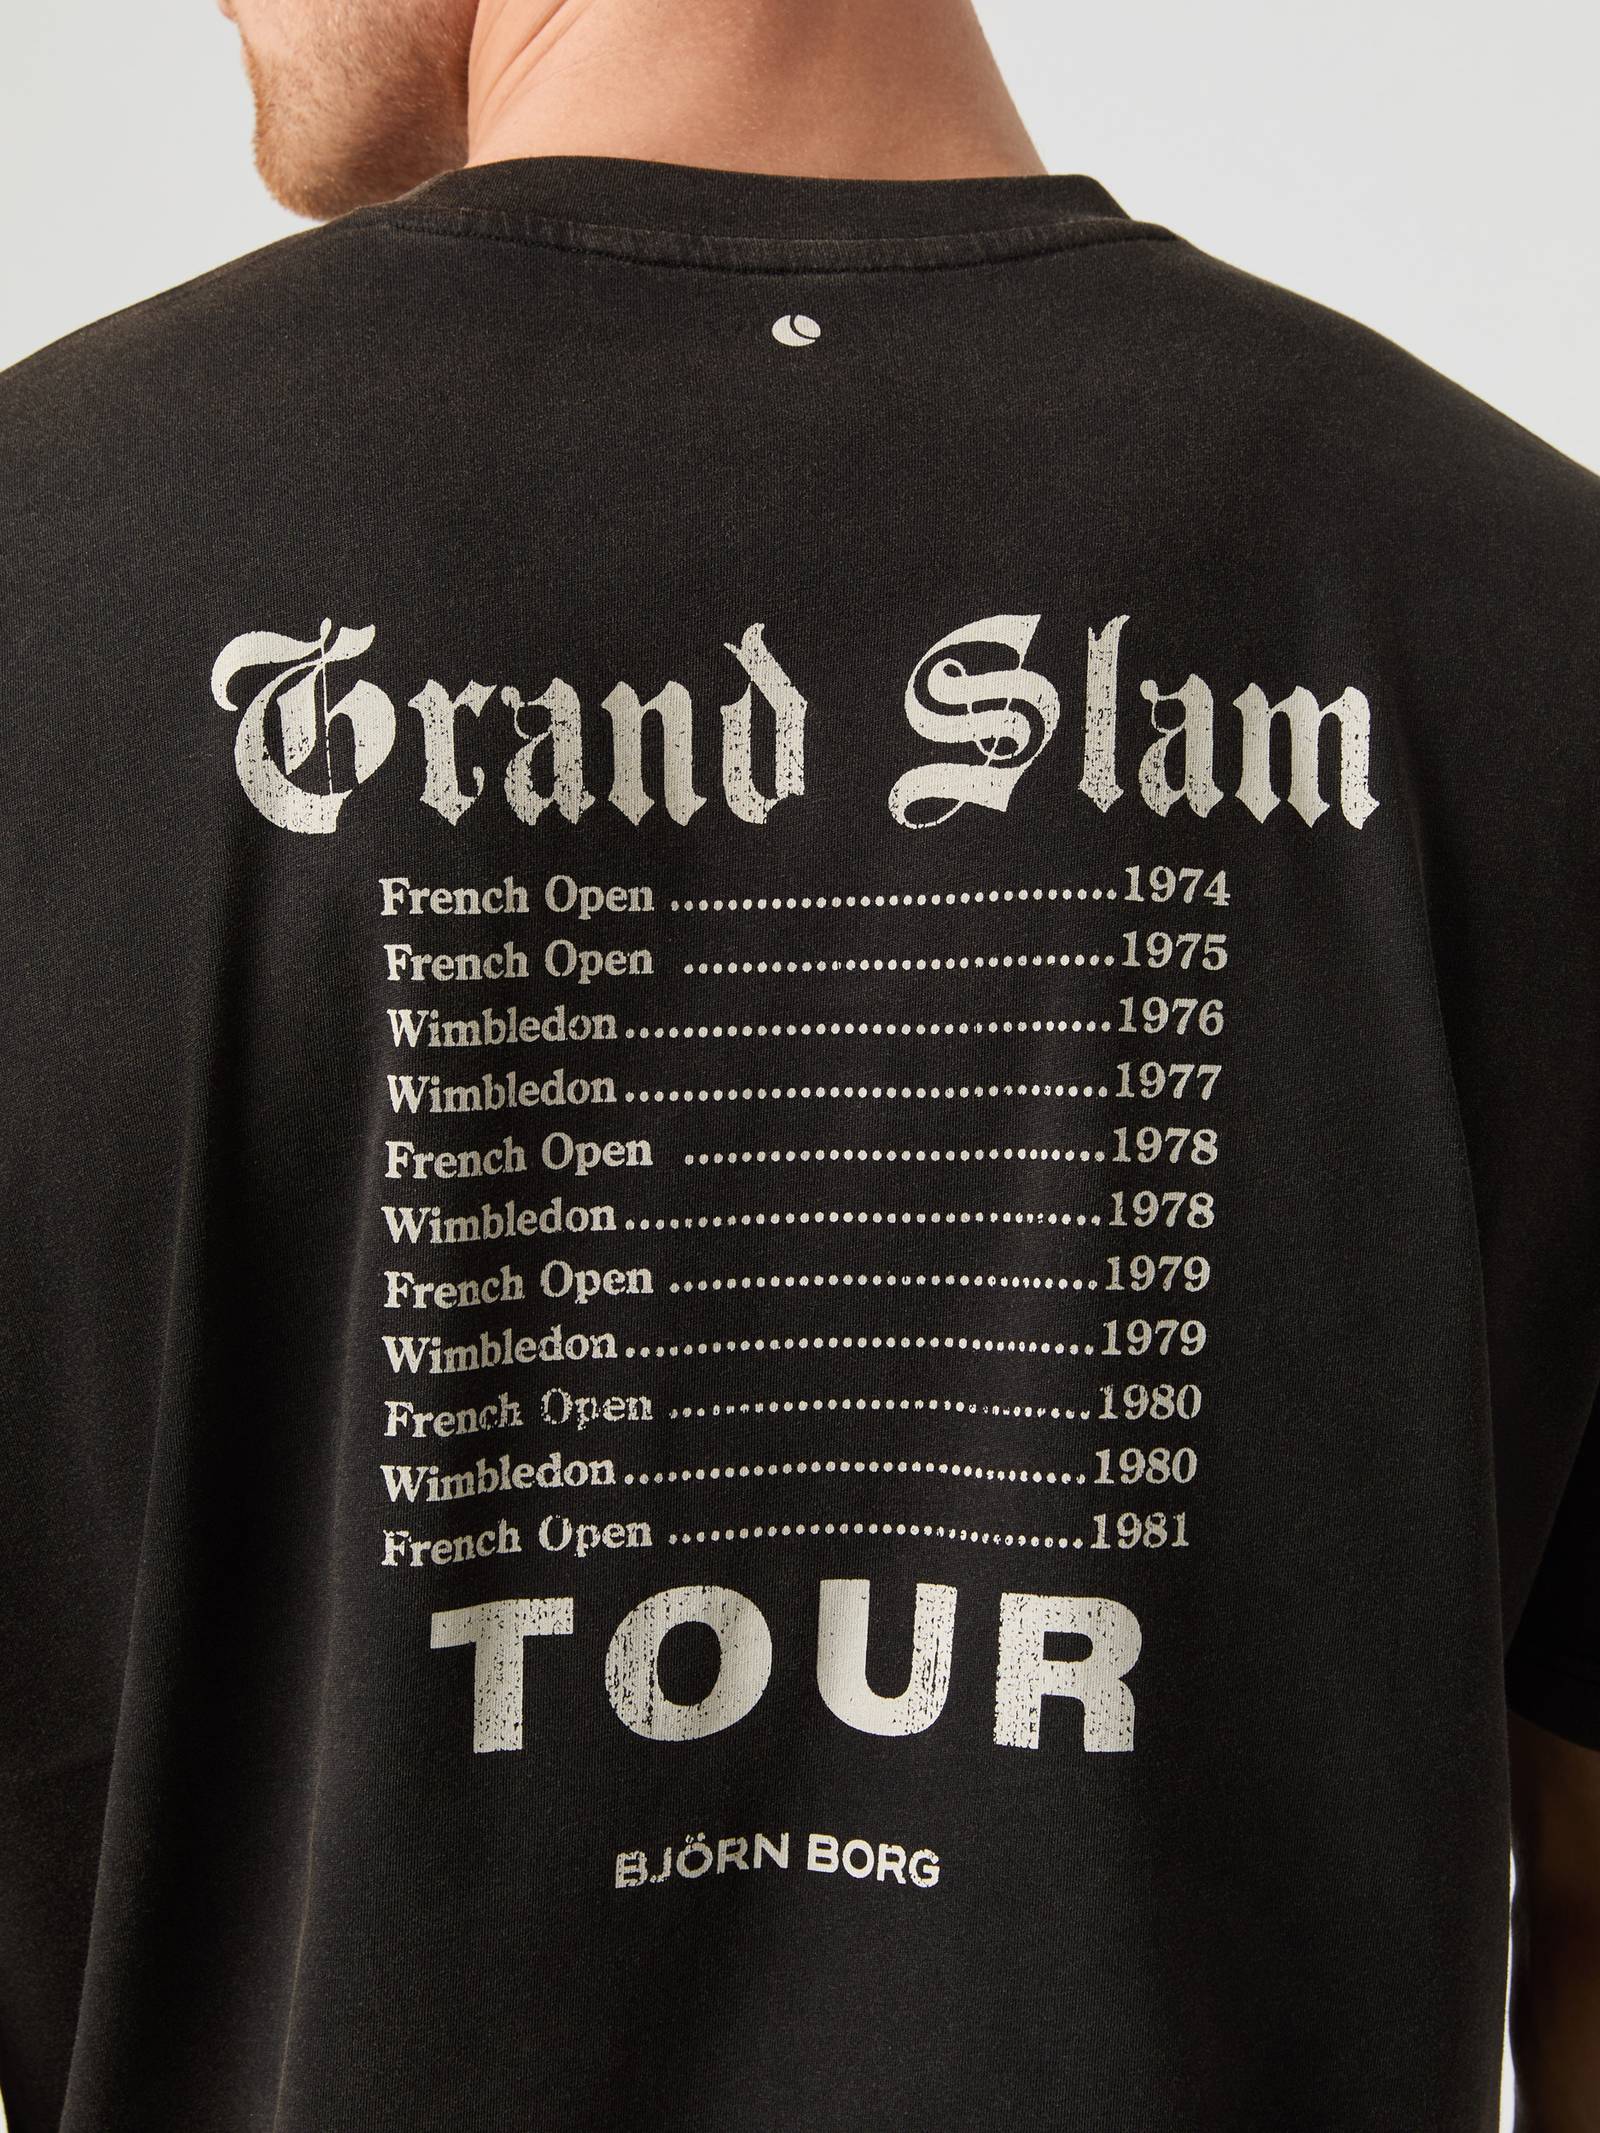 Grand Slam
French Open ..............................1974
French Open ..............................1975
Wimbledon..................................1976
Wimbledon..................................1977
French Open ..............................1978
Wimbledon..................................1978
French Open ..............................1979
Wimbledon..................................1979
French Open ..............................1980
Wimbledon..................................1980
French Open ..............................1981
TOUR
BJÖRN BORG